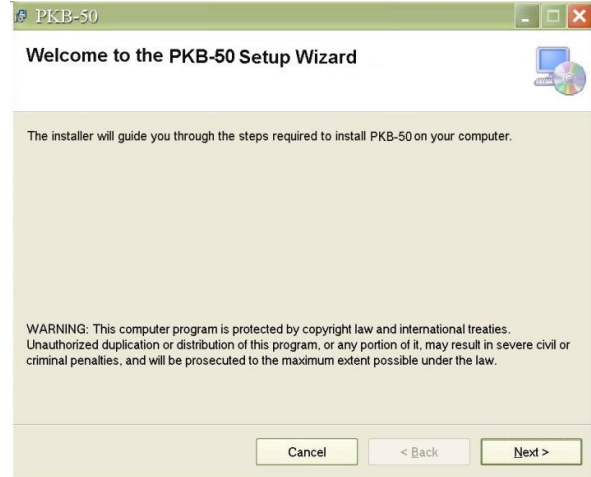 PKB-50
Welcome to the PKB-50 Setup Wizard
The installer will guide you through the steps required to install PKB-50 on your computer.
WARNING: This computer program is protected by copyright law and international treaties.
Unauthorized duplication or distribution of this program, or any portion of it, may result in severe civil or
criminal penalties, and will be prosecuted to the maximum extent possible under the law.
Cancel
< Back
Next >